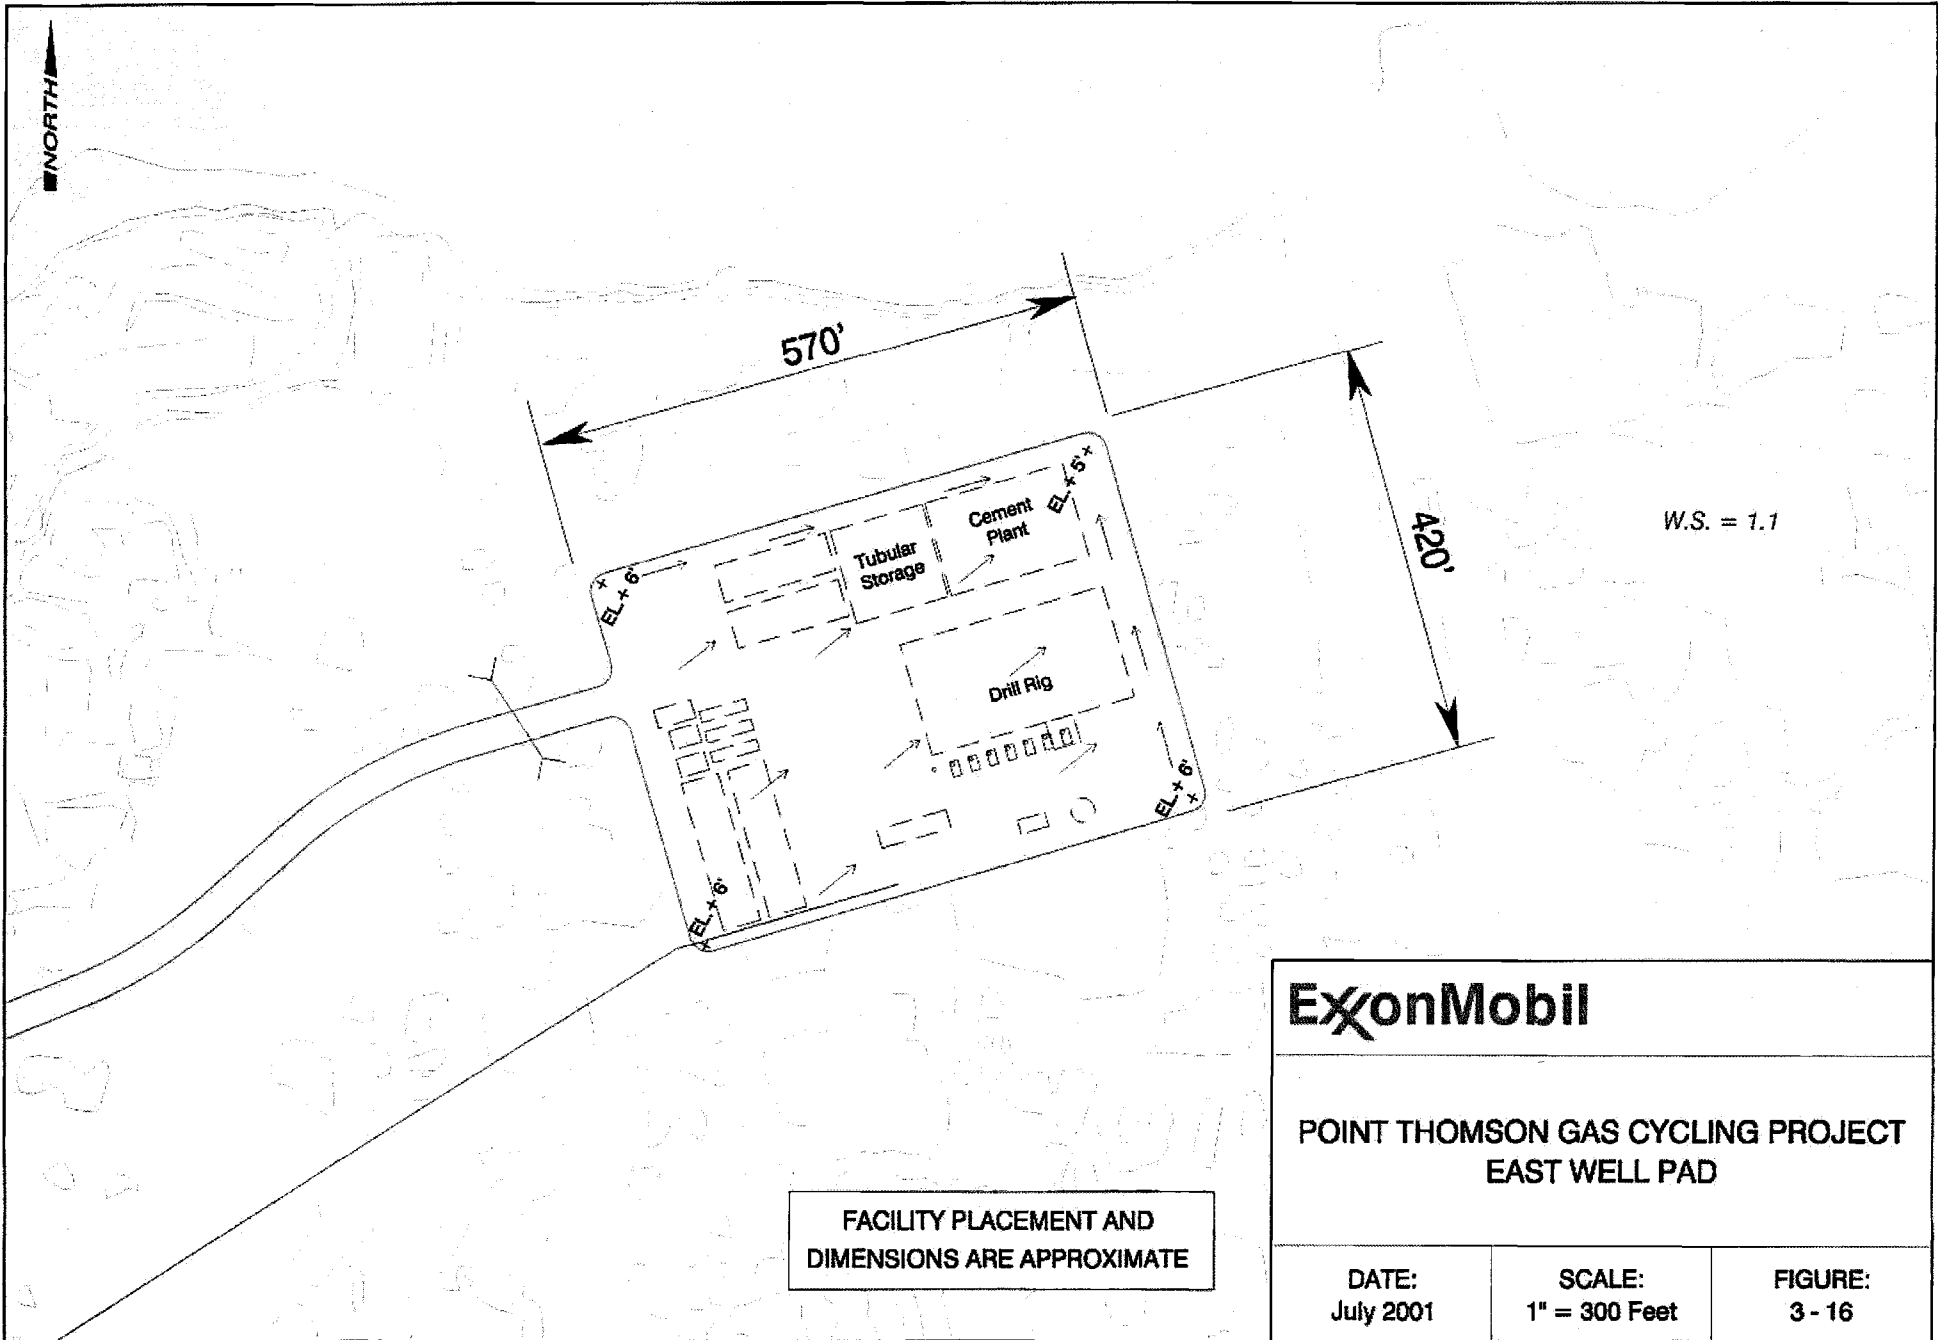 NORTH
570'
420'
W.S. = 1.1
EL. + 5'
EL. + 6'
Cement
Plant
Tubular
Storage
Drill Rig
EL. + 6'
EL. + 6'
ExxonMobil
POINT THOMSON GAS CYCLING PROJECT
EAST WELL PAD
FACILITY PLACEMENT AND
DIMENSIONS ARE APPROXIMATE
DATE:
July 2001
SCALE:
1" = 300 Feet
FIGURE:
3 - 16